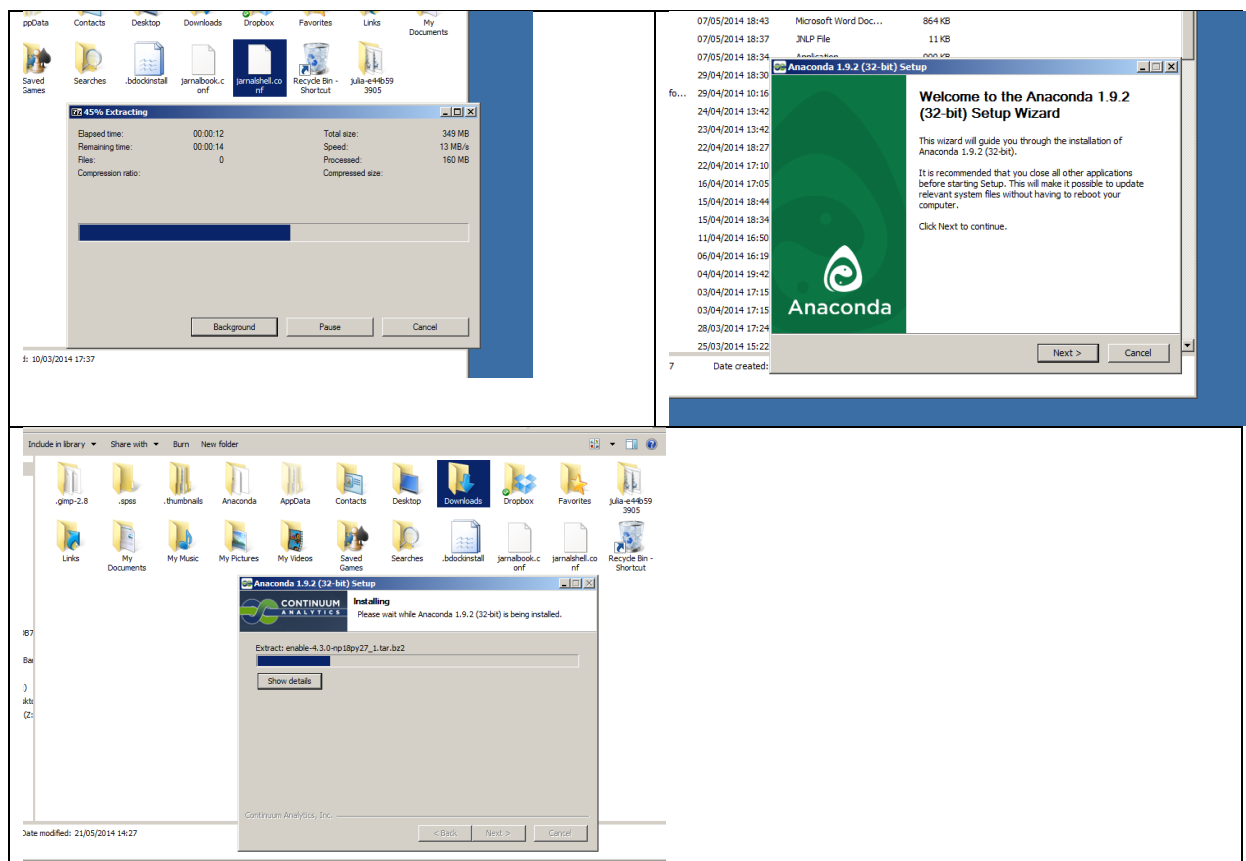 ppData Contacts Desktop Downloads Dropbox Favorites Links My Documents
Saved Games Searches .bdockinstall jarnalbook.conf jarnalshell.conf Recycle Bin - Shortcut julia-e44b593905
45% Extracting
Elapsed time: 00:00:12 Total size: 349 MB
Remaining time: 00:00:14 Speed: 13 MB/s
Files: 0 Processed: 160 MB
Compression ratio: Compressed size:
Background Pause Cancel
d: 10/03/2014 17:37
07/05/2014 18:43 Microsoft Word Doc... 864 KB
07/05/2014 18:37 JNLP File 11 KB
07/05/2014 18:34 Application
29/04/2014 18:30
fo... 29/04/2014 10:16
24/04/2014 13:42
23/04/2014 13:42
22/04/2014 18:27
22/04/2014 17:10
16/04/2014 17:05
15/04/2014 18:44
15/04/2014 18:34
11/04/2014 16:50
06/04/2014 16:19
04/04/2014 19:42
03/04/2014 17:15
03/04/2014 17:15
28/03/2014 17:24
25/03/2014 15:22
7 Date created:
Anaconda 1.9.2 (32-bit) Setup
Welcome to the Anaconda 1.9.2
(32-bit) Setup Wizard
This wizard will guide you through the installation of
Anaconda 1.9.2 (32-bit).
It is recommended that you close all other applications
before starting Setup. This will make it possible to update
relevant system files without having to reboot your
computer.
Click Next to continue.
Anaconda
Next > Cancel
Include in library Share with Burn New folder
.gimp-2.8 .spss .thumbnails Anaconda AppData Contacts Desktop Downloads Dropbox Favorites julia-e44b593905
Links My Documents My Music My Pictures My Videos Saved Games Searches .bdockinstall jarnalbook.conf jarnalshell.conf Recycle Bin - Shortcut
Anaconda 1.9.2 (32-bit) Setup
CONTINUUM
ANALYTICS
Installing
Please wait while Anaconda 1.9.2 (32-bit) is being installed.
Extract: enable-4.3.0-np18py27_1.tar.bz2
Show details
Continuum Analytics, Inc.
< Back Next > Cancel
Date modified: 21/05/2014 14:27